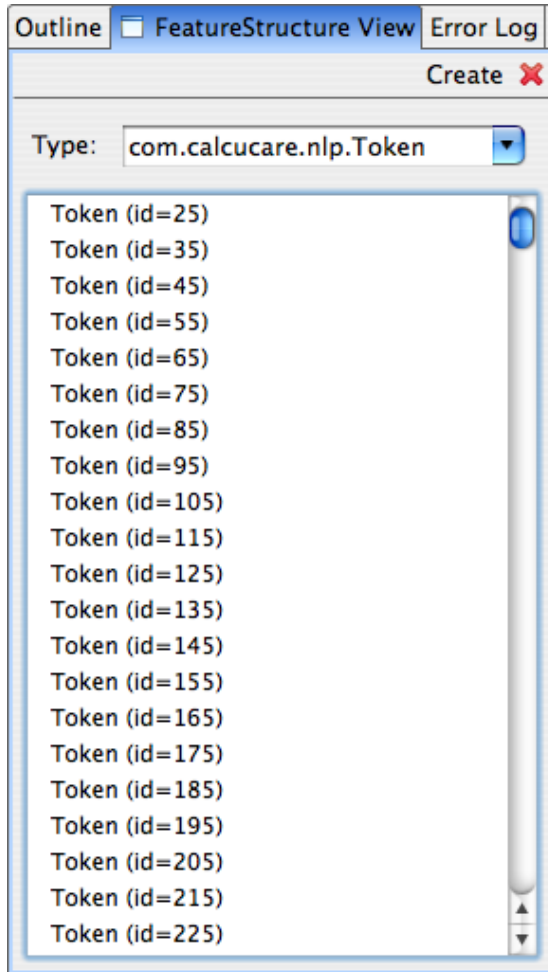 Outline FeatureStructure View Error Log
Create
Type: com.calcucare.nlp.Token
Token (id=25)
Token (id=35)
Token (id=45)
Token (id=55)
Token (id=65)
Token (id=75)
Token (id=85)
Token (id=95)
Token (id=105)
Token (id=115)
Token (id=125)
Token (id=135)
Token (id=145)
Token (id=155)
Token (id=165)
Token (id=175)
Token (id=185)
Token (id=195)
Token (id=205)
Token (id=215)
Token (id=225)